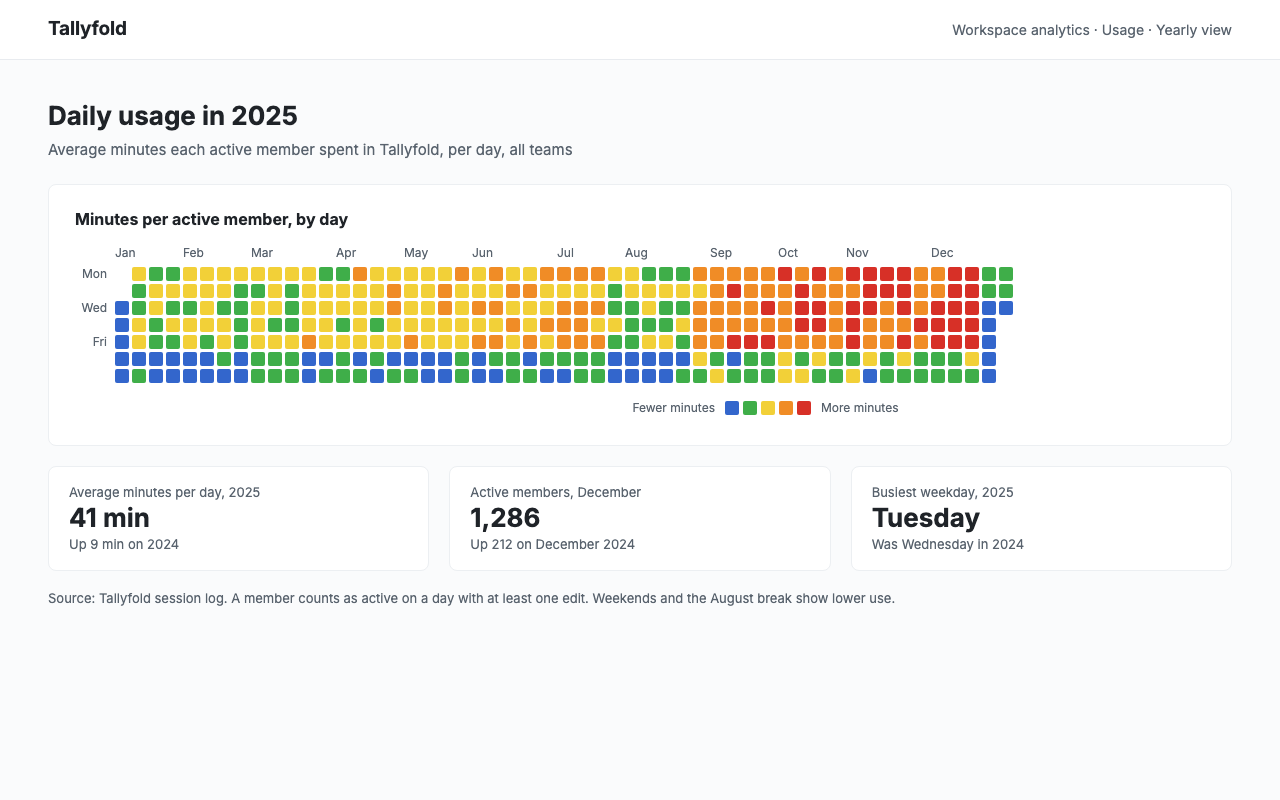 Tallyfold
Workspace analytics · Usage · Yearly view
Daily usage in 2025
Average minutes each active member spent in Tallyfold, per day, all teams
Minutes per active member, by day
Jan Feb Mar Apr May Jun Jul Aug Sep Oct Nov Dec
Mon
Wed
Fri
Fewer minutes More minutes
Average minutes per day, 2025
41 min
Up 9 min on 2024
Active members, December
1,286
Up 212 on December 2024
Busiest weekday, 2025
Tuesday
Was Wednesday in 2024
Source: Tallyfold session log. A member counts as active on a day with at least one edit. Weekends and the August break show lower use.